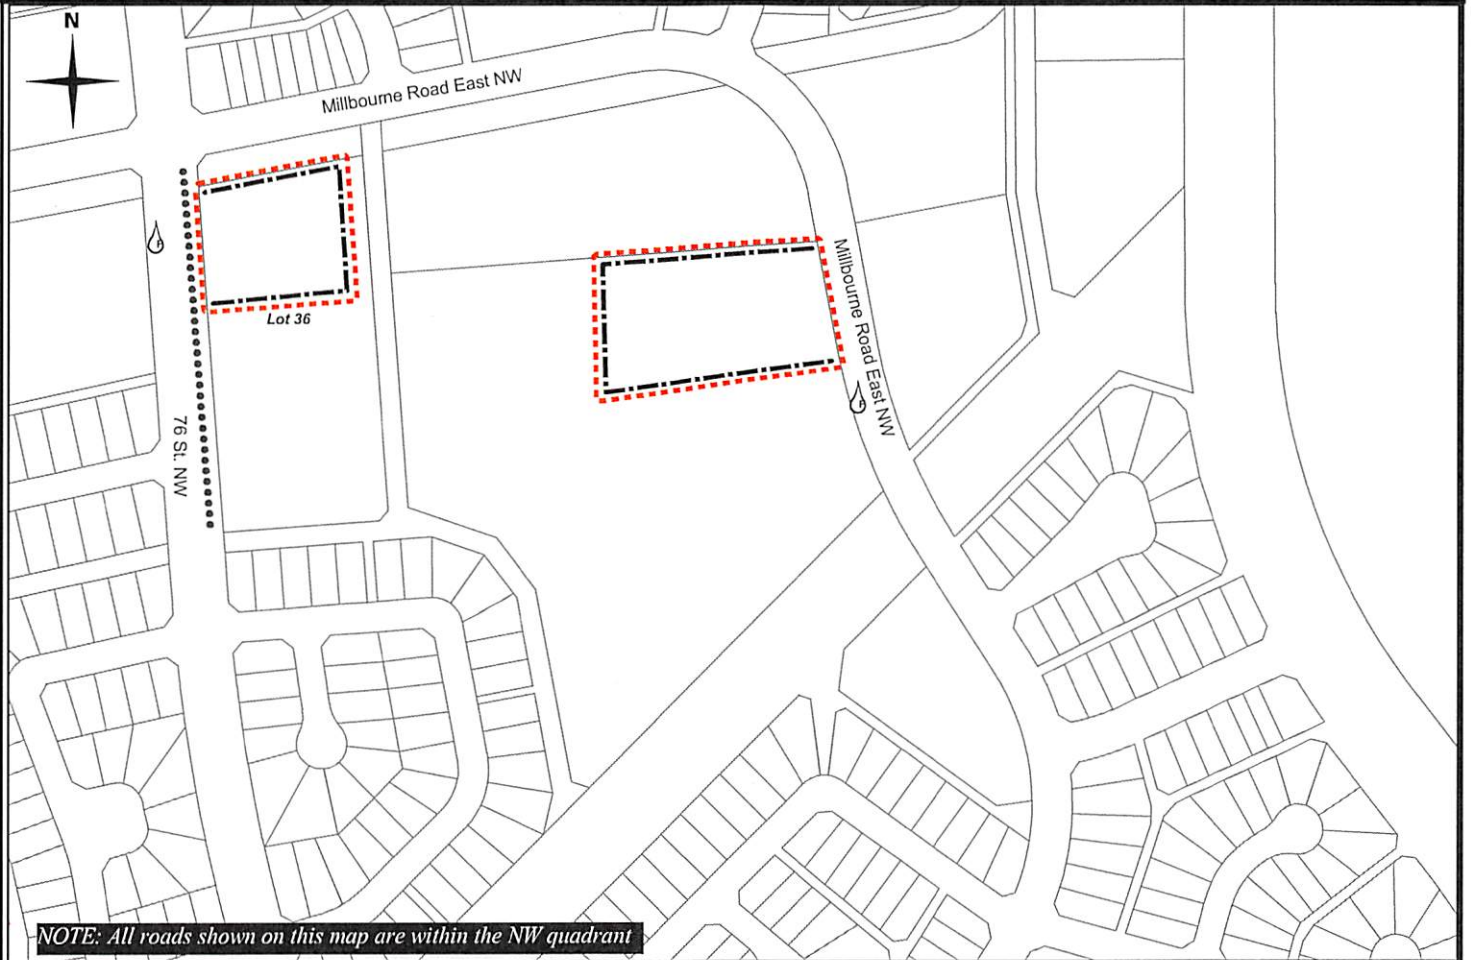 N
Millbourne Road East NW
F
Lot 36
Millbourne Road East NW
F
76 St. NW
NOTE: All roads shown on this map are within the NW quadrant